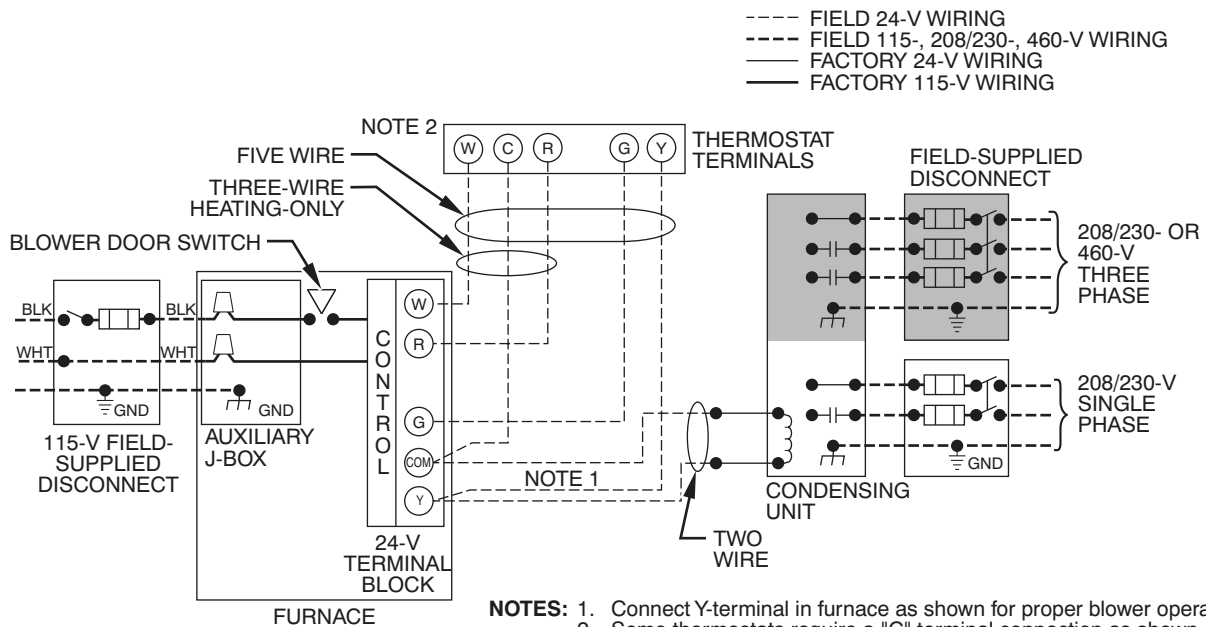 FIELD 24-V WIRING
FIELD 115-, 208/230-, 460-V WIRING
FACTORY 24-V WIRING
FACTORY 115-V WIRING
NOTE 2
W C R G Y
THERMOSTAT
TERMINALS
FIVE WIRE
THREE-WIRE
HEATING-ONLY
BLOWER DOOR SWITCH
FIELD-SUPPLIED
DISCONNECT
208/230- OR
460-V
THREE
PHASE
BLK
BLK
WHT
WHT
GND
GND
115-V FIELD-
SUPPLIED
DISCONNECT
AUXILIARY
J-BOX
CONTROL
W
R
G
COM
Y
NOTE 1
24-V
TERMINAL
BLOCK
FURNACE
TWO
WIRE
CONDENSING
UNIT
GND
208/230-V
SINGLE
PHASE
NOTES: 1. Connect Y-terminal in furnace as shown for proper blower opera